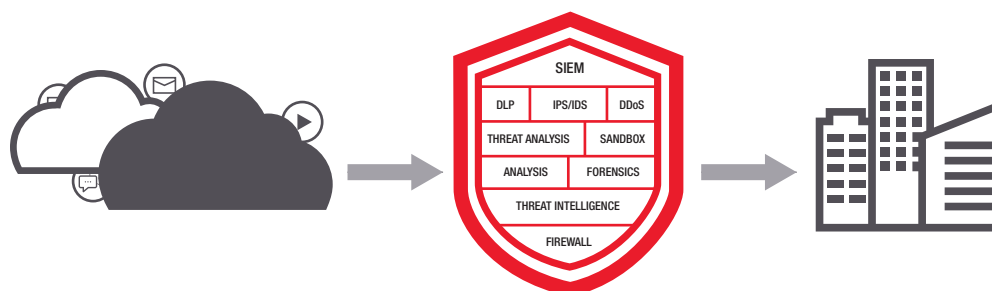 SIEM
DLP IPS/IDS DDoS
THREAT ANALYSIS SANDBOX
ANALYSIS FORENSICS
THREAT INTELLIGENCE
FIREWALL